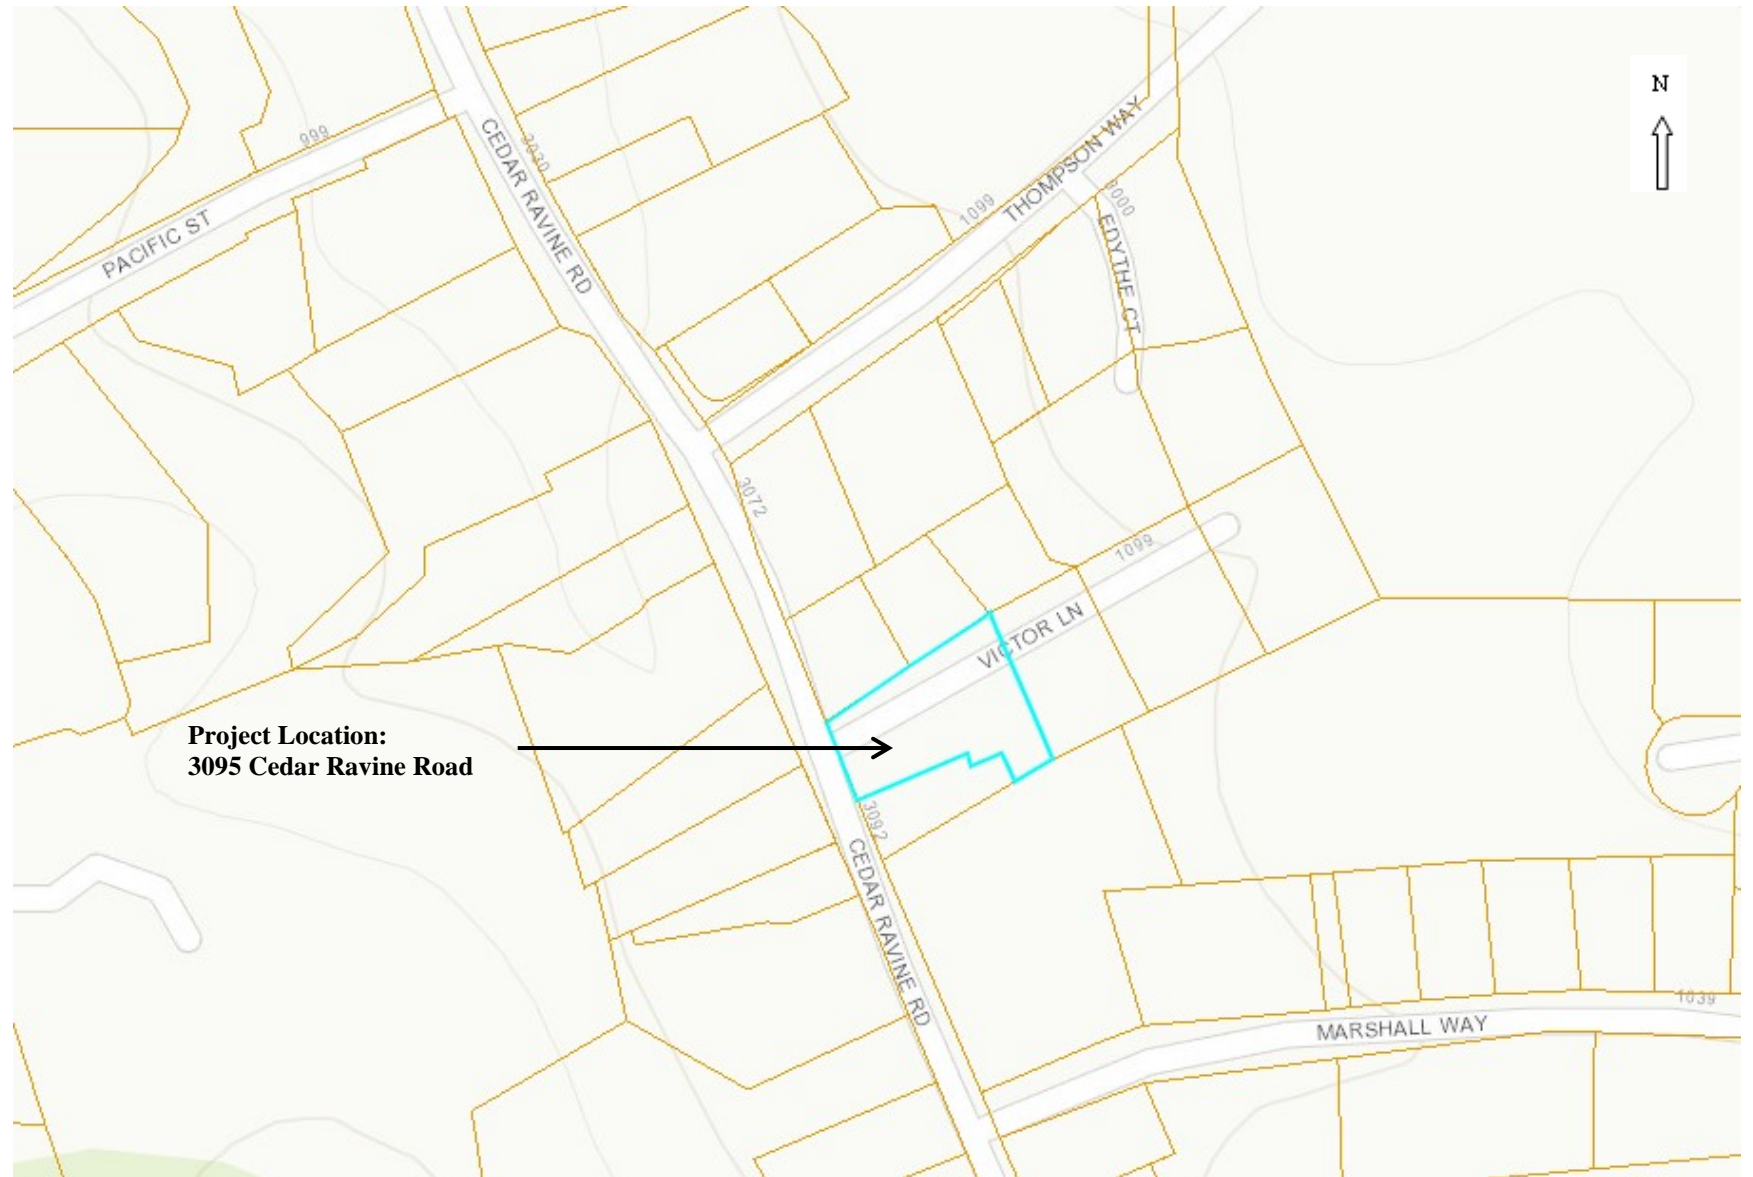 N
999
CEDAR RAVINE RD
3030
THOMPSON WAY
1099
3000
EDYTHE CT
PACIFIC ST
3072
1099
VICTOR LN
Project Location:
3095 Cedar Ravine Road
3092
CEDAR RAVINE RD
1039
MARSHALL WAY